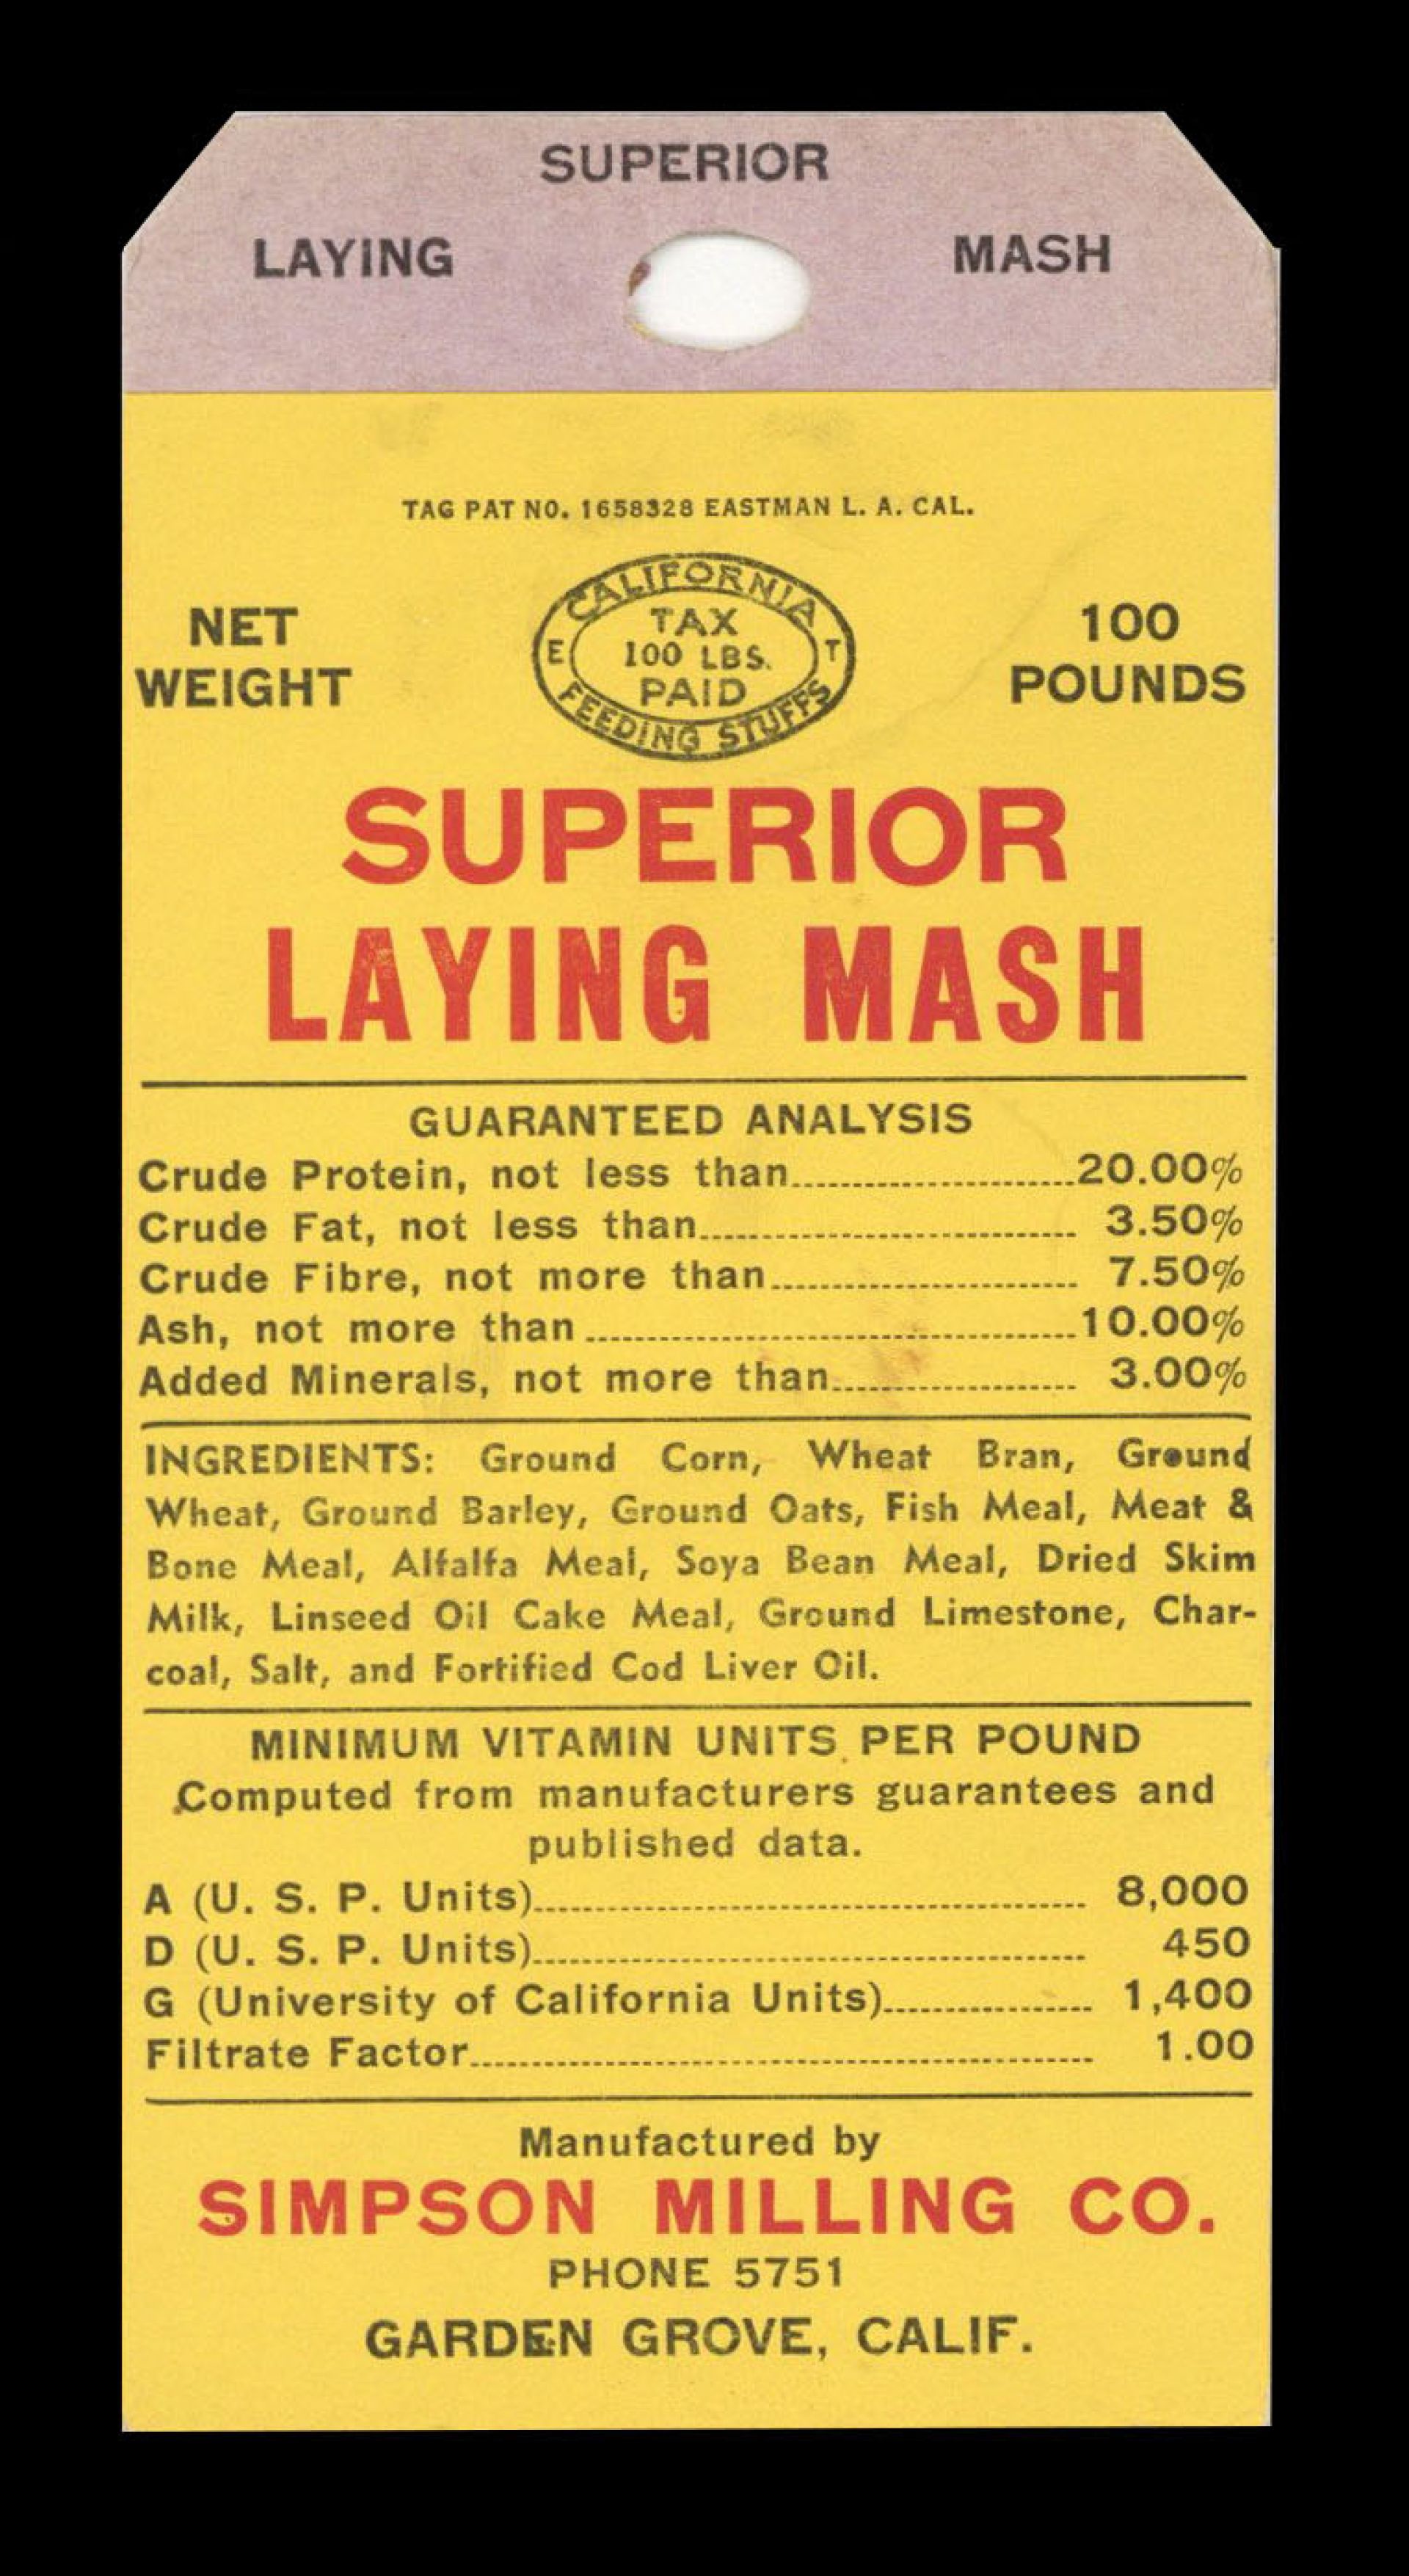 SUPERIOR
LAYING MASH
TAG PAT NO. 1658328 EASTMAN L. A. CAL.
NET WEIGHT
CALIFORNIA
E TAX T
100 LBS.
PAID
FEEDING STUFFS
100 POUNDS
SUPERIOR
LAYING MASH
GUARANTEED ANALYSIS
Crude Protein, not less than 20.00%
Crude Fat, not less than 3.50%
Crude Fibre, not more than 7.50%
Ash, not more than 10.00%
Added Minerals, not more than 3.00%
INGREDIENTS: Ground Corn, Wheat Bran, Ground
Wheat, Ground Barley, Ground Oats, Fish Meal, Meat &
Bone Meal, Alfalfa Meal, Soya Bean Meal, Dried Skim
Milk, Linseed Oil Cake Meal, Ground Limestone, Char-
coal, Salt, and Fortified Cod Liver Oil.
MINIMUM VITAMIN UNITS PER POUND
Computed from manufacturers guarantees and
published data.
A (U. S. P. Units) 8,000
D (U. S. P. Units) 450
G (University of California Units) 1,400
Filtrate Factor 1.00
Manufactured by
SIMPSON MILLING CO.
PHONE 5751
GARDEN GROVE, CALIF.